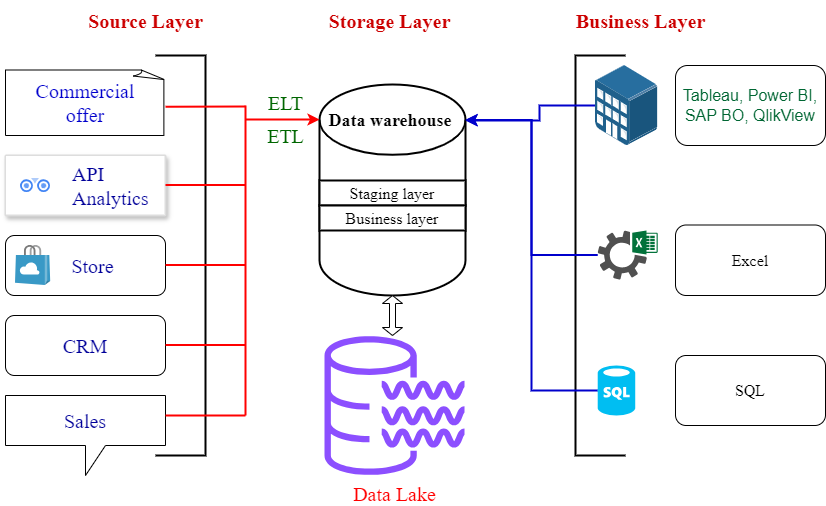 Source Layer
Storage Layer
Business Layer
Commercial
offer
API
Analytics
Store
CRM
Sales
ELT
ETL
Data warehouse
Staging layer
Business layer
Data Lake
Tableau, Power BI,
SAP BO, QlikView
X
Excel
SQL
SQL